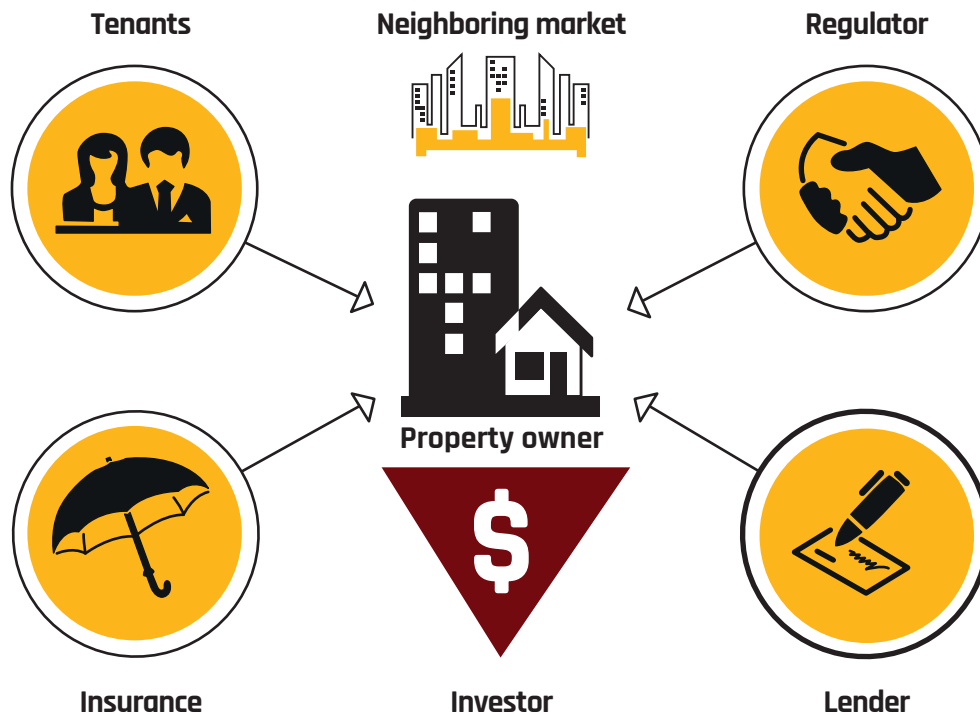 Tenants
Neighboring market
Regulator
Property owner
$
Insurance
Investor
Lender